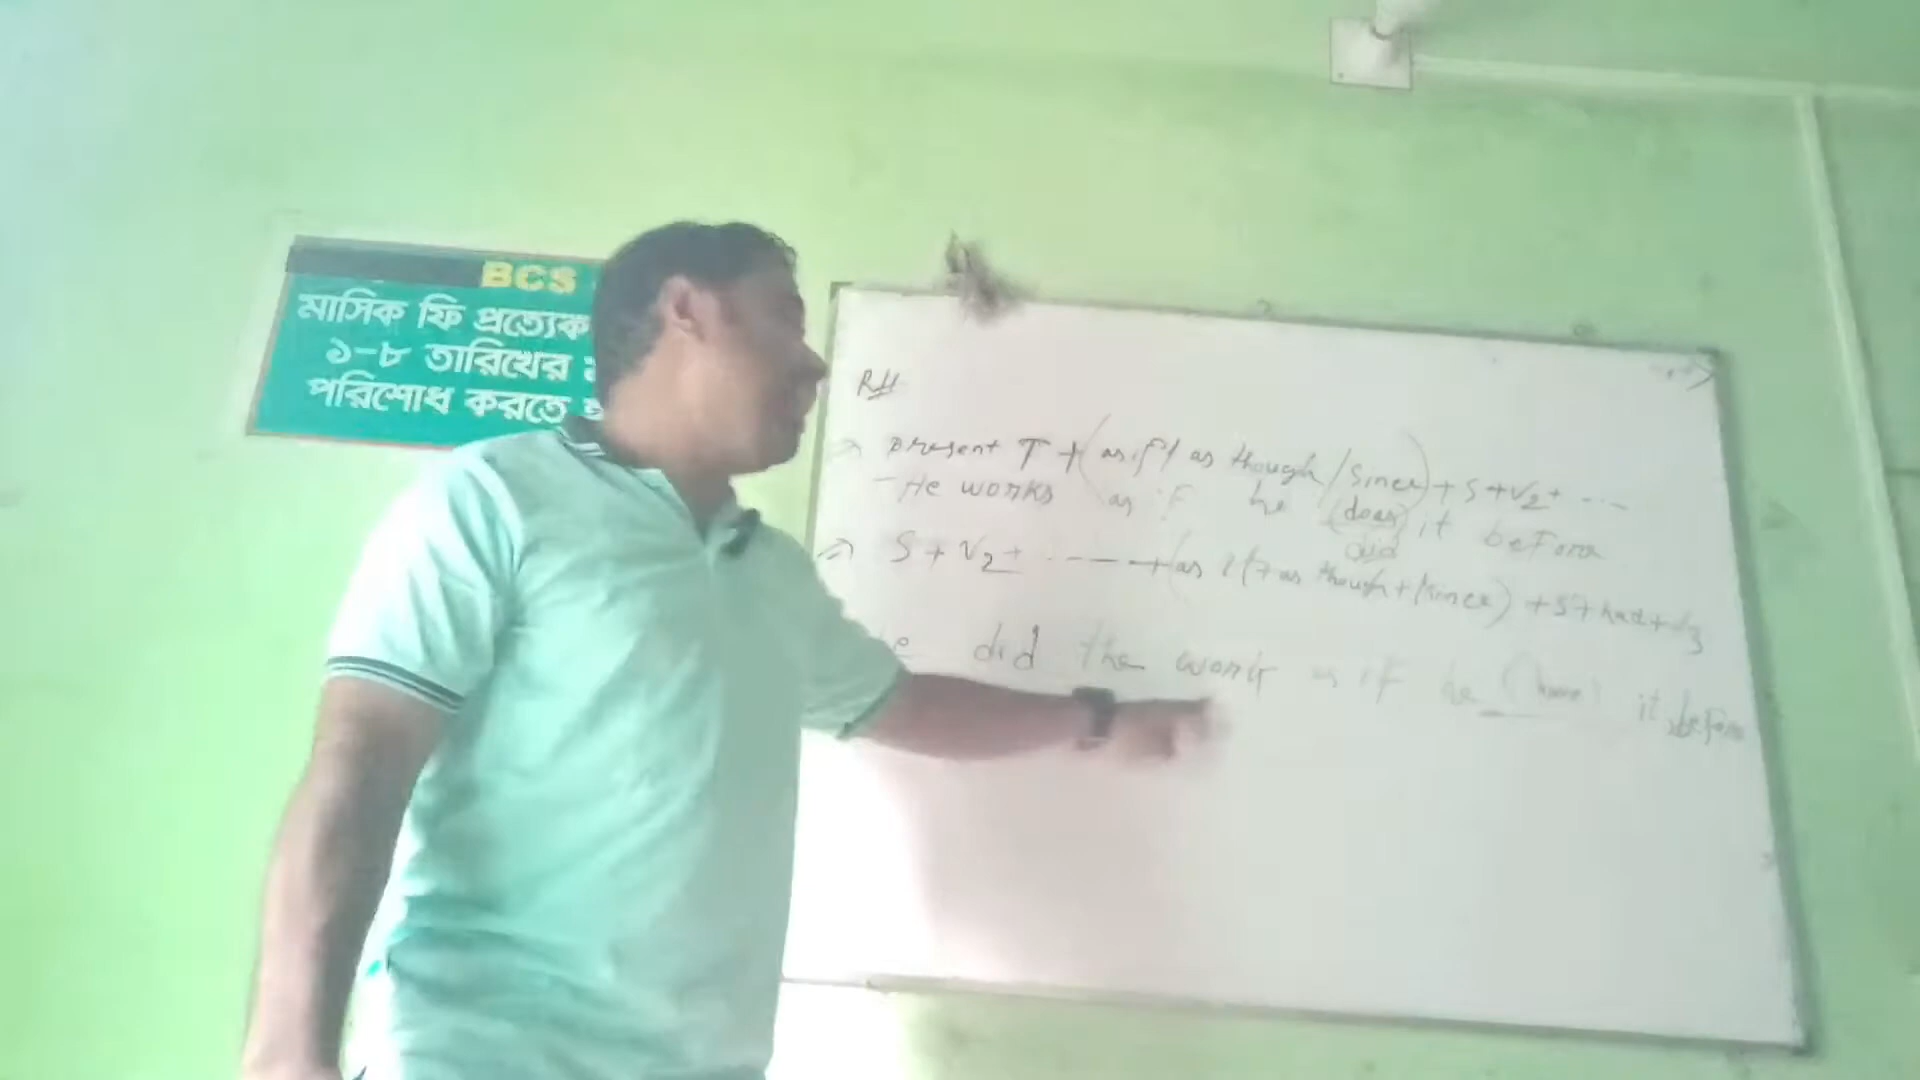 BCS
মাসিক ফি প্রত্যেক
১-৮ তারিখের
পরিশোধ করতে
present T + (as if / as though / since) + S + V2 + ...
- He works as if he (does) it before
did
S + V2 + ---- + (as if + as though + (since) + S + had + V3
did the work as if he (have) it before